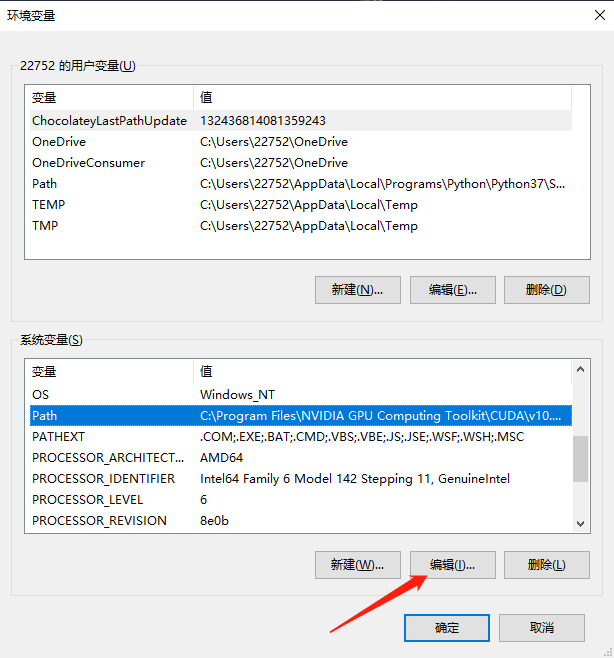 环境变量
22752 的用户变量(U)
变量 值
ChocolateyLastPathUpdate 132436814081359243
OneDrive C:\Users\22752\OneDrive
OneDriveConsumer C:\Users\22752\OneDrive
Path C:\Users\22752\AppData\Local\Programs\Python\Python37\S...
TEMP C:\Users\22752\AppData\Local\Temp
TMP C:\Users\22752\AppData\Local\Temp
新建(N)... 编辑(E)... 删除(D)
系统变量(S)
变量 值
OS Windows_NT
Path C:\Program Files\NVIDIA GPU Computing Toolkit\CUDA\v10....
PATHEXT .COM;.EXE;.BAT;.CMD;.VBS;.VBE;.JS;.JSE;.WSF;.WSH;.MSC
PROCESSOR_ARCHITECT... AMD64
PROCESSOR_IDENTIFIER Intel64 Family 6 Model 142 Stepping 11, GenuineIntel
PROCESSOR_LEVEL 6
PROCESSOR_REVISION 8e0b
新建(W)... 编辑(I)... 删除(L)
确定 取消